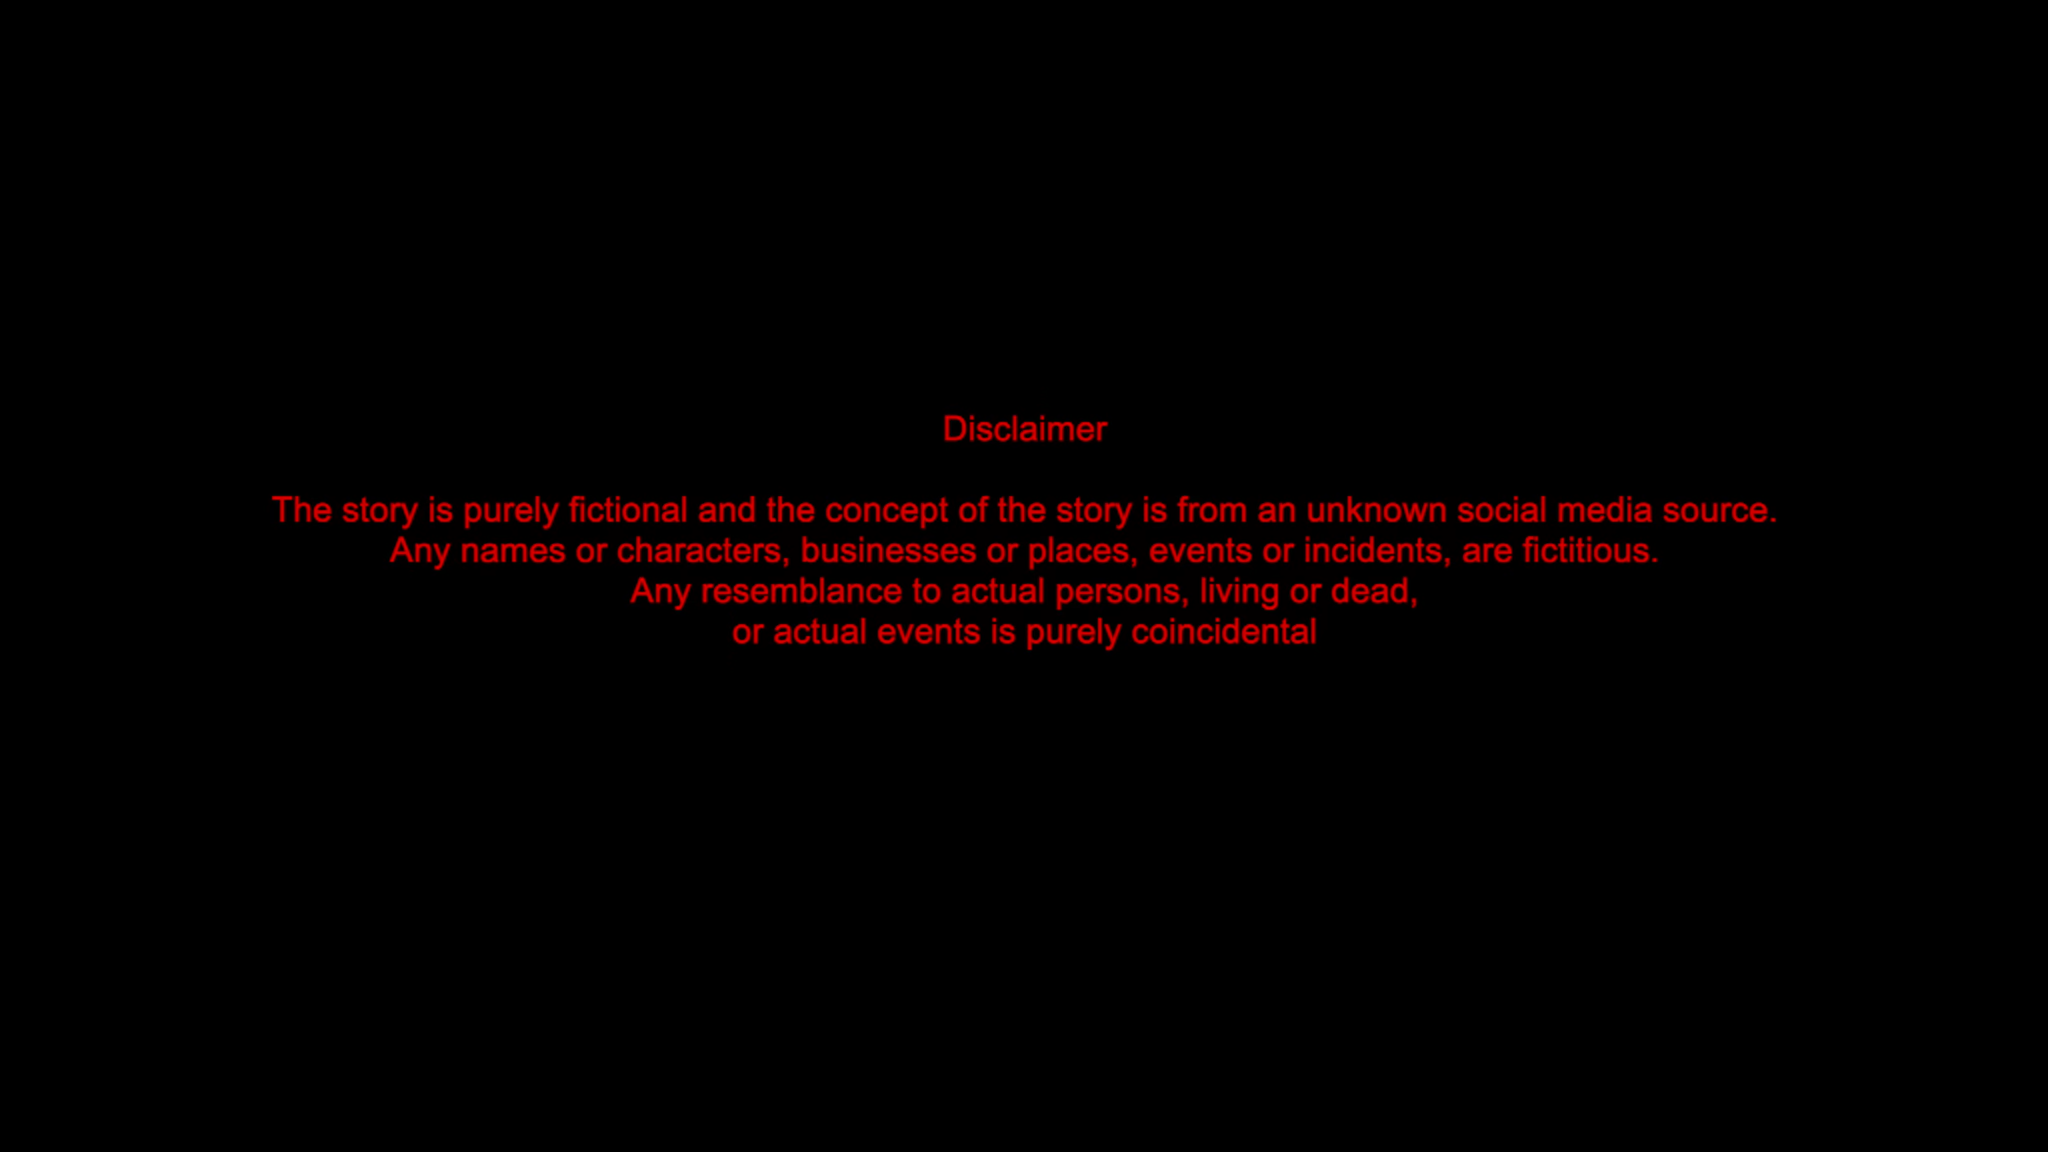 Disclaimer
The story is purely fictional and the concept of the story is from an unknown social media source.
Any names or characters, businesses or places, events or incidents, are fictitious.
Any resemblance to actual persons, living or dead,
or actual events is purely coincidental